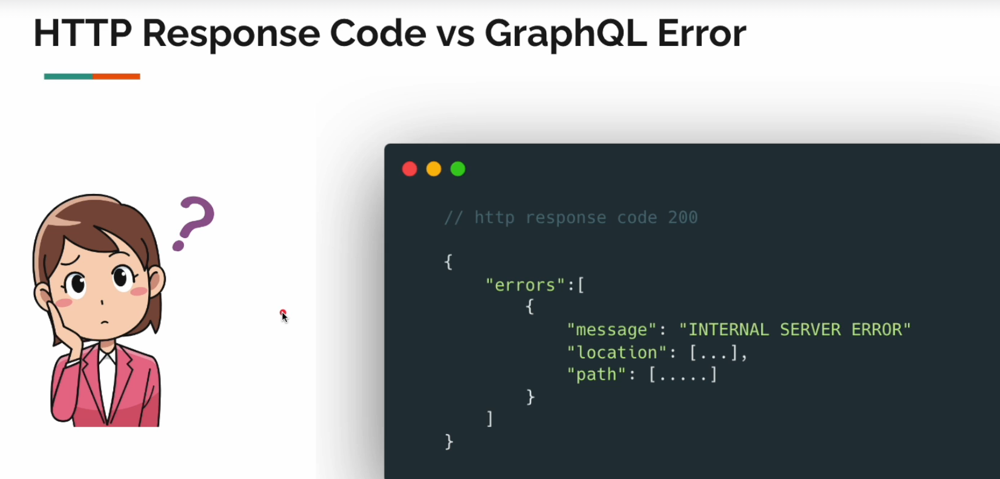 HTTP Response Code vs GraphQL Error
?
// http response code 200
{
"errors":[
{
"message": "INTERNAL SERVER ERROR"
"location": [...],
"path": [.....]
}
]
}